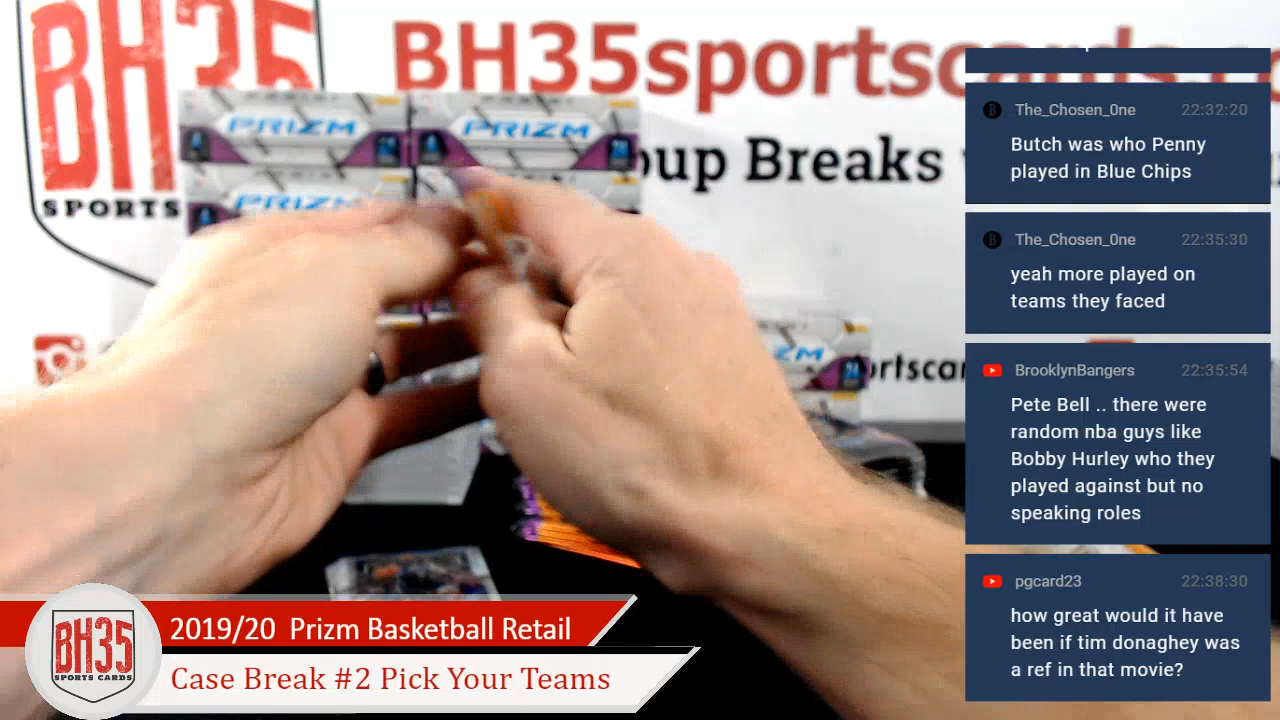 BH35
SPORTS
BH35sportscards.c
oup Breaks
PRIZM
PRIZM
PRIZM
ZM
ortscar
The_Chosen_0ne 22:32:20
Butch was who Penny
played in Blue Chips
The_Chosen_0ne 22:35:30
yeah more played on
teams they faced
BrooklynBangers 22:35:54
Pete Bell .. there were
random nba guys like
Bobby Hurley who they
played against but no
speaking roles
pgcard23 22:38:30
how great would it have
been if tim donaghey was
a ref in that movie?
BH35
SPORTS CARDS
2019/20 Prizm Basketball Retail
Case Break #2 Pick Your Teams